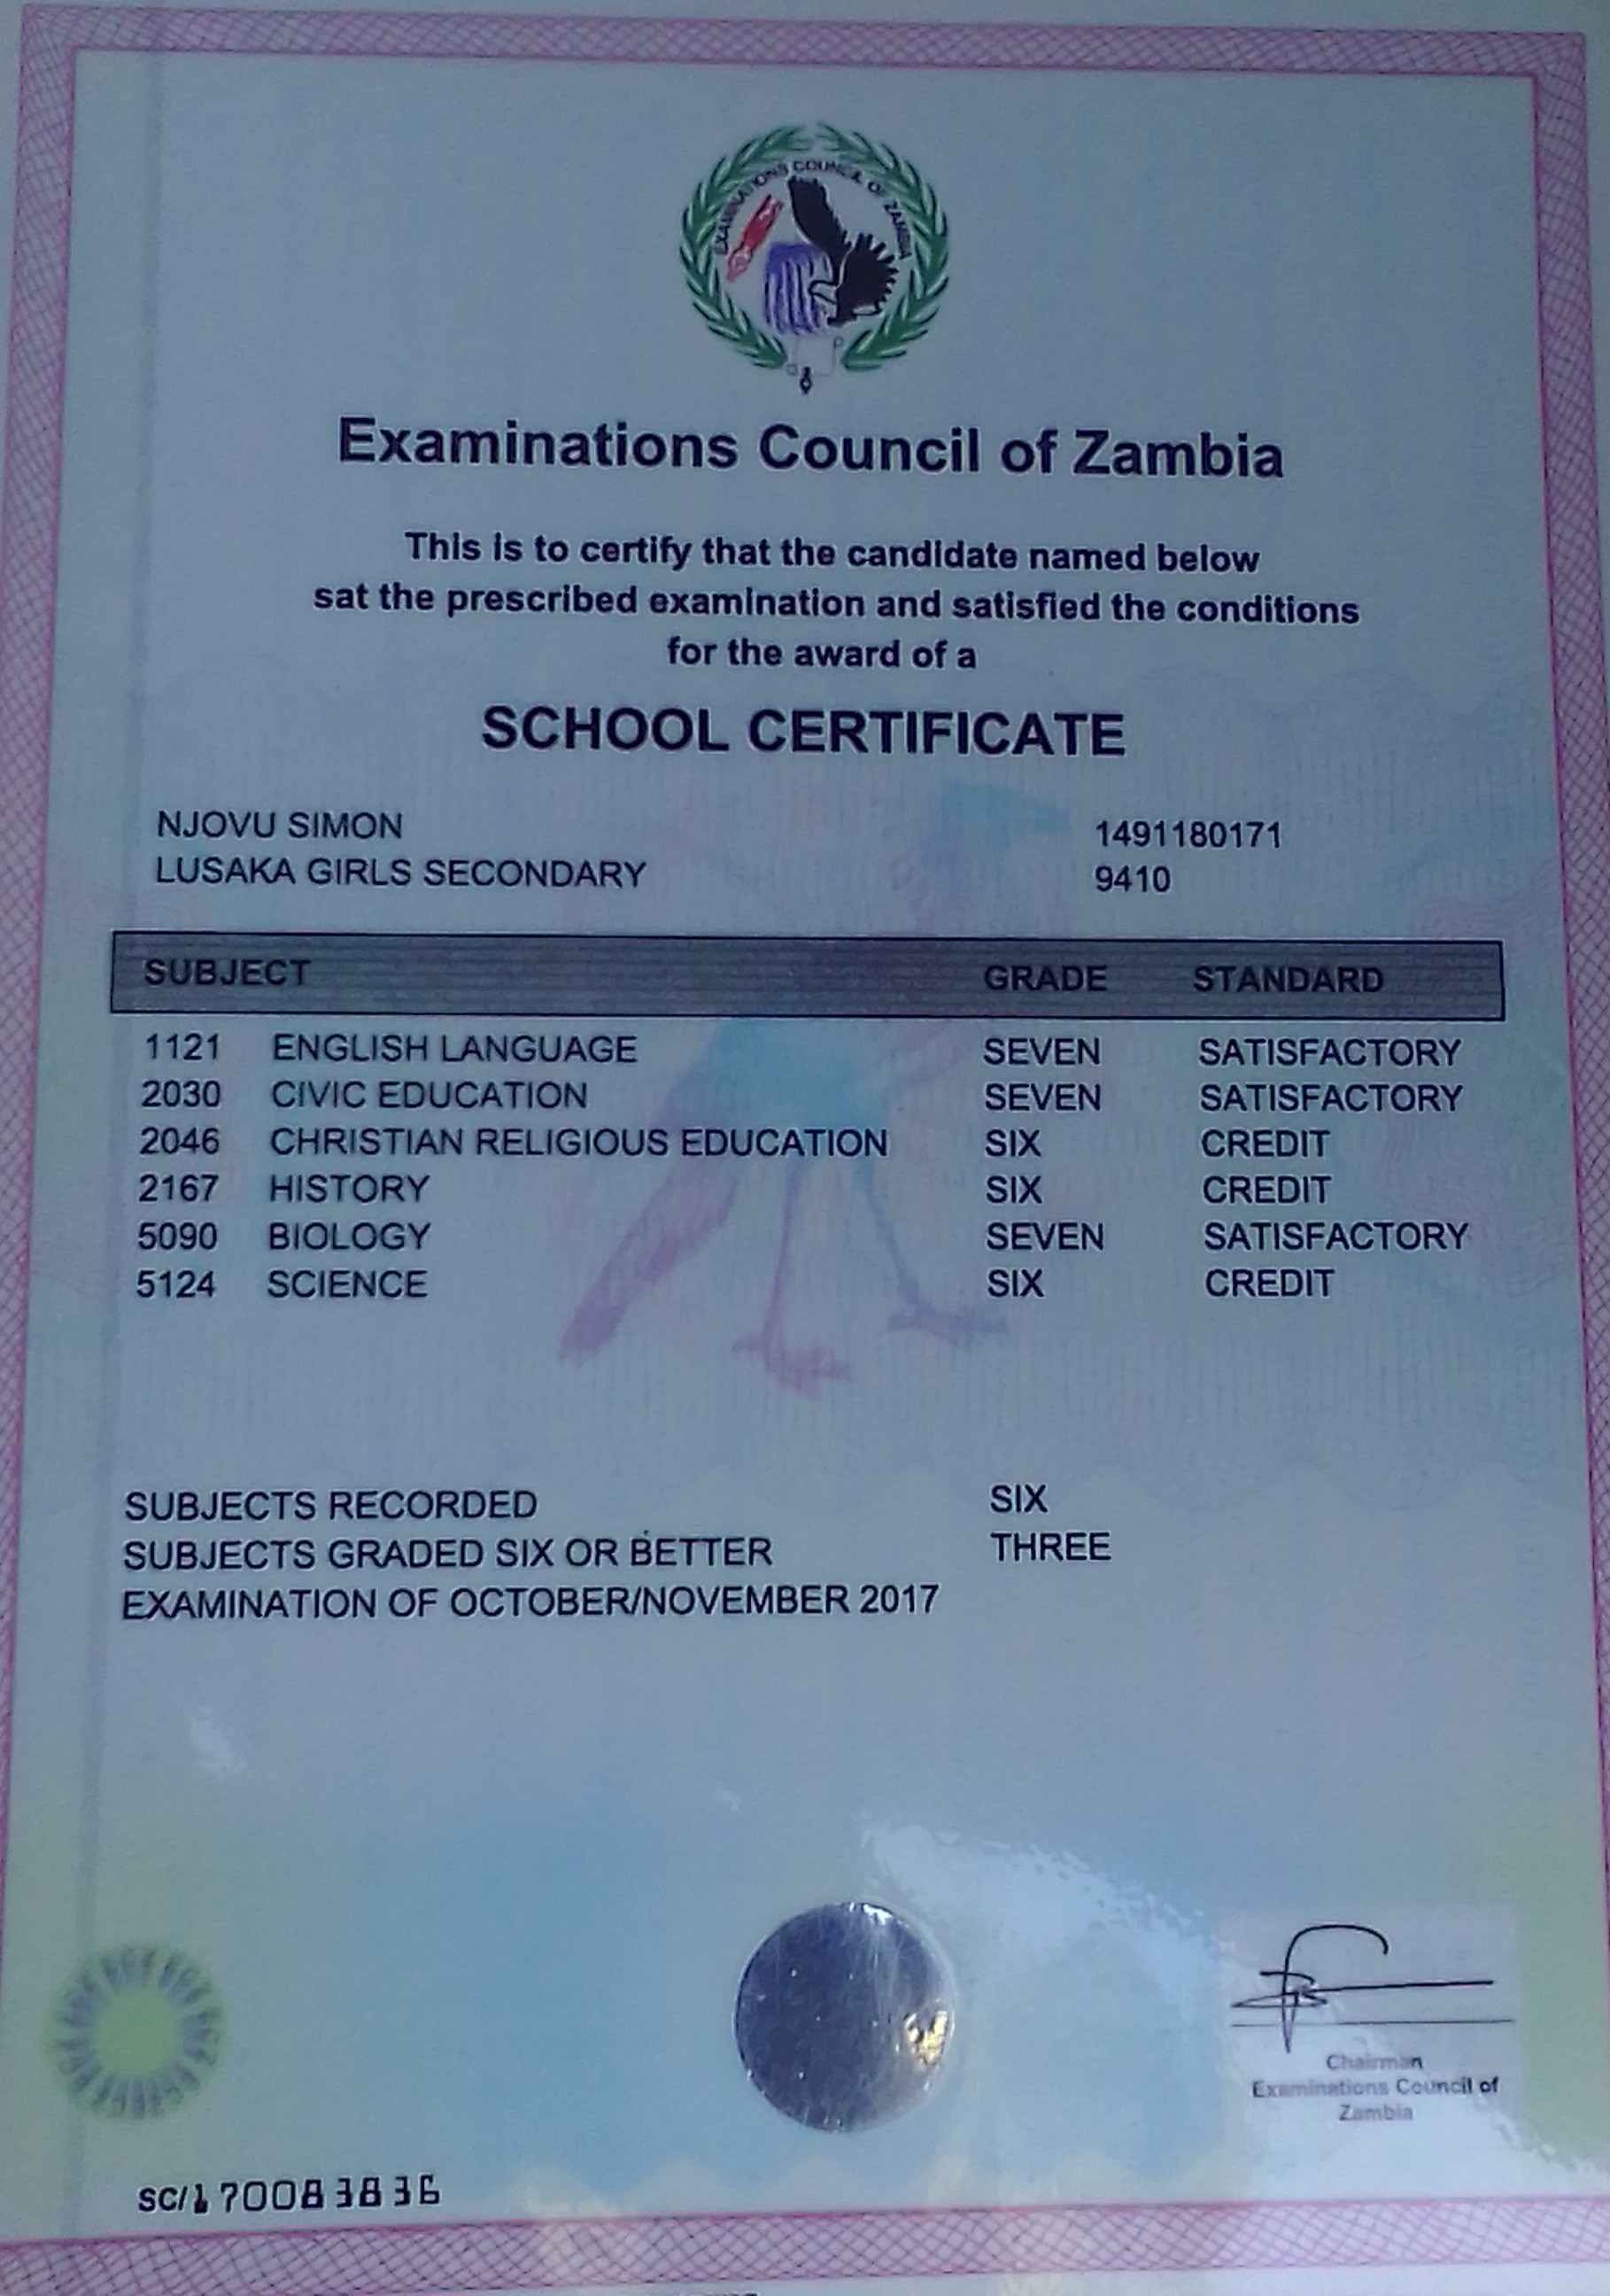 EXAMINATIONS COUNCIL OF ZAMBIA
Examinations Council of Zambia
This is to certify that the candidate named below
sat the prescribed examination and satisfied the conditions
for the award of a
SCHOOL CERTIFICATE
NJOVU SIMON 1491180171
LUSAKA GIRLS SECONDARY 9410
SUBJECT GRADE STANDARD
1121 ENGLISH LANGUAGE SEVEN SATISFACTORY
2030 CIVIC EDUCATION SEVEN SATISFACTORY
2046 CHRISTIAN RELIGIOUS EDUCATION SIX CREDIT
2167 HISTORY SIX CREDIT
5090 BIOLOGY SEVEN SATISFACTORY
5124 SCIENCE SIX CREDIT
SUBJECTS RECORDED SIX
SUBJECTS GRADED SIX OR BETTER THREE
EXAMINATION OF OCTOBER/NOVEMBER 2017
Chairman
Examinations Council of
Zambia
SC/170083836